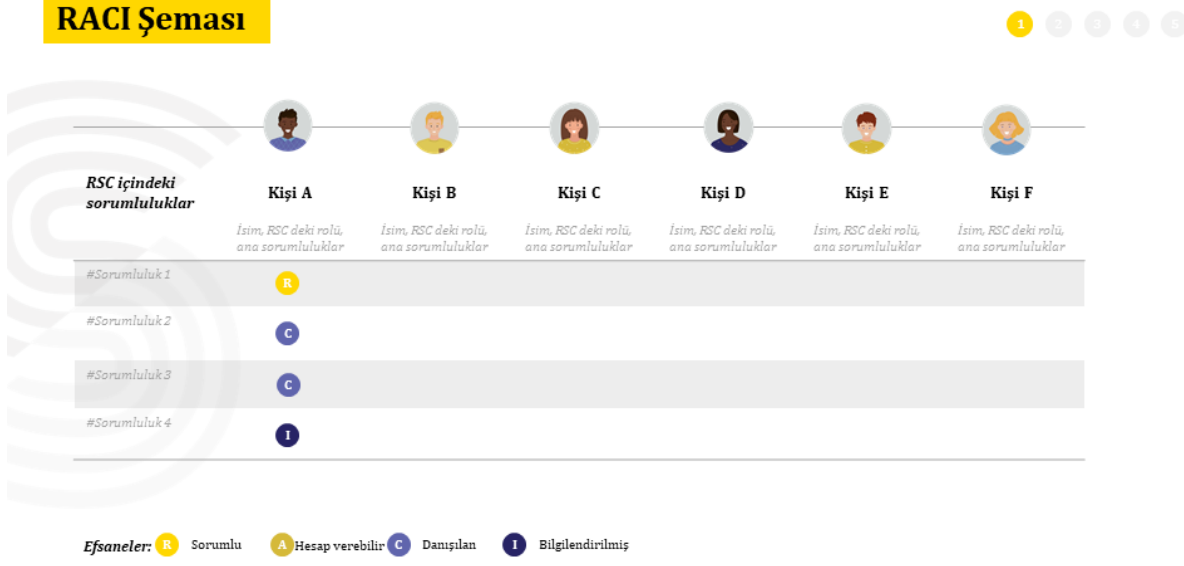 RACI Şeması
1 2 3 4 5
RSC içindeki
sorumluluklar
Kişi A Kişi B Kişi C Kişi D Kişi E Kişi F
İsim, RSC deki rolü, İsim, RSC deki rolü, İsim, RSC deki rolü, İsim, RSC deki rolü, İsim, RSC deki rolü, İsim, RSC deki rolü,
ana sorumluluklar ana sorumluluklar ana sorumluluklar ana sorumluluklar ana sorumluluklar ana sorumluluklar
#Sorumluluk 1 R
#Sorumluluk 2 C
#Sorumluluk 3 C
#Sorumluluk 4 I
Efsaneler: R Sorumlu A Hesap verebilir C Danışılan I Bilgilendirilmiş